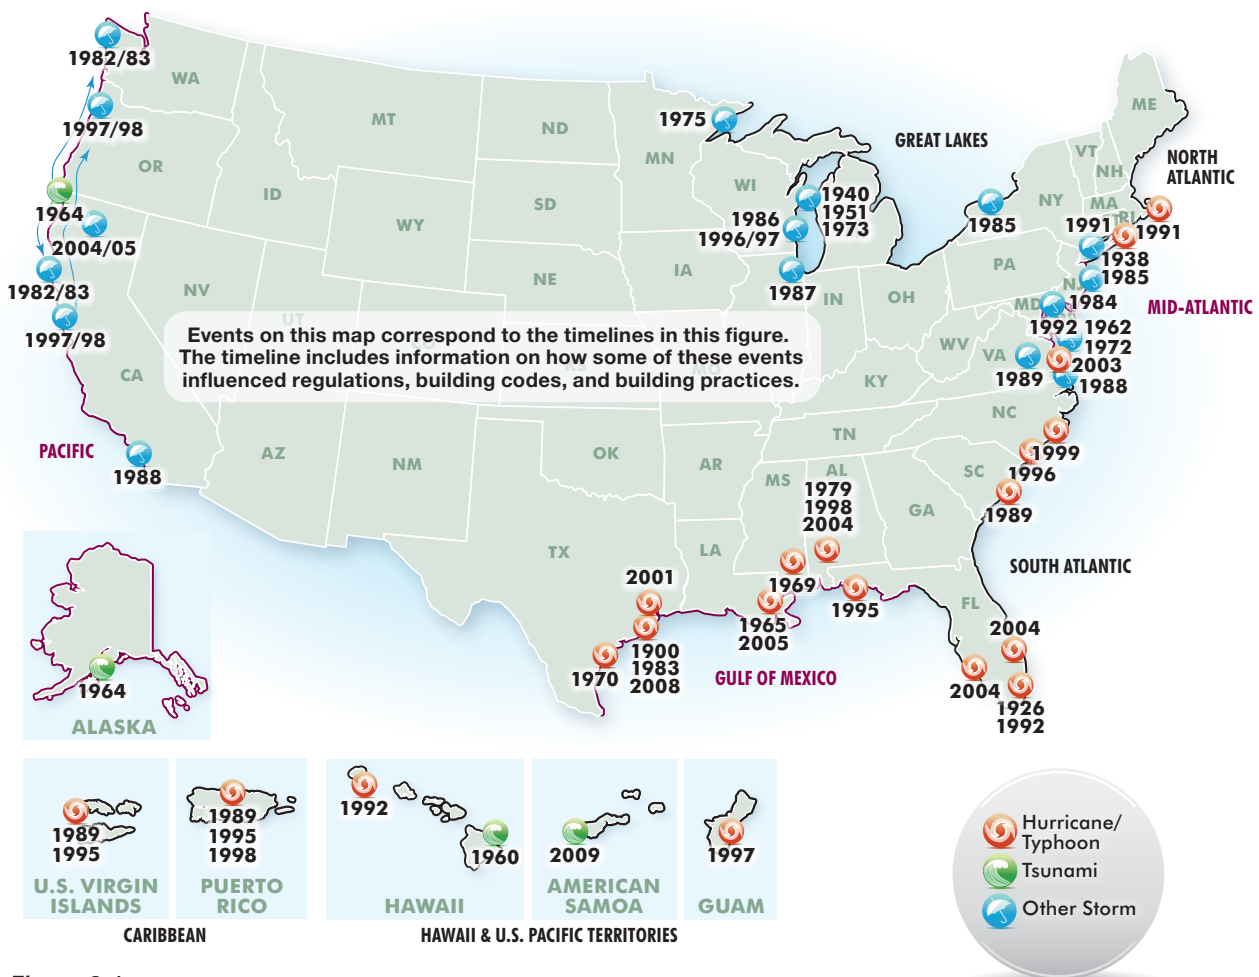 1982/83
WA
1997/98
OR
1964
2004/05
1982/83
1997/98
MT
ID
WY
NV
UT
CA
PACIFIC
1988
AZ
NM
ND
SD
NE
MN
1975
WI
IA
1986
1996/97
1940
1951
1973
1987
GREAT LAKES
IN
OH
ME
VT
NH
NORTH
ATLANTIC
NY
MA
RI
1985
1991
1991
1938
1985
PA
NJ
MD
1984
MID-ATLANTIC
1992
1962
1972
2003
1988
WV
VA
1989
Events on this map correspond to the timelines in this figure.
The timeline includes information on how some of these events
influenced regulations, building codes, and building practices.
KS
MO
KY
NC
TN
1999
1996
SC
1989
OK
AR
MS
AL
1979
1998
2004
GA
TX
LA
SOUTH ATLANTIC
2001
1969
1995
1965
2005
1900
1983
2008
1970
GULF OF MEXICO
FL
2004
2004
1926
1992
1964
ALASKA
1989
1995
U.S. VIRGIN
ISLANDS
1989
1995
1998
PUERTO
RICO
CARIBBEAN
1992
1960
HAWAII
2009
AMERICAN
SAMOA
1997
GUAM
HAWAII & U.S. PACIFIC TERRITORIES
Hurricane/
Typhoon
Tsunami
Other Storm